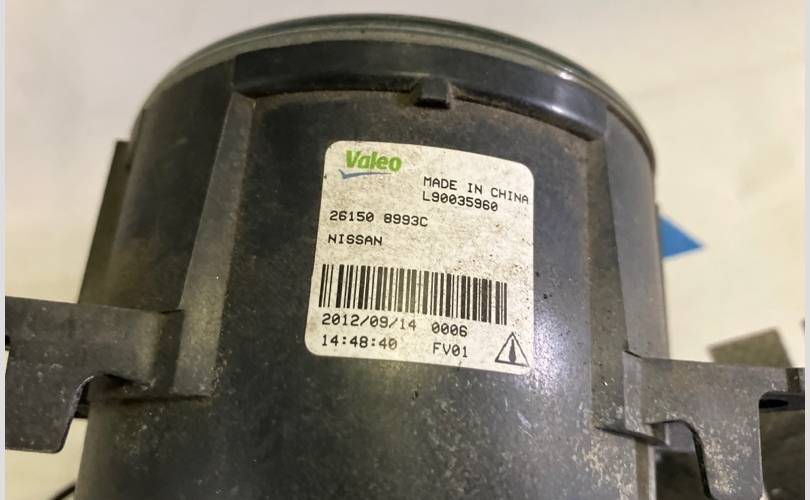 Valeo
MADE IN CHINA
L90035960
26150 8993C
NISSAN
2012/09/14 0006
14:48:40 FV01